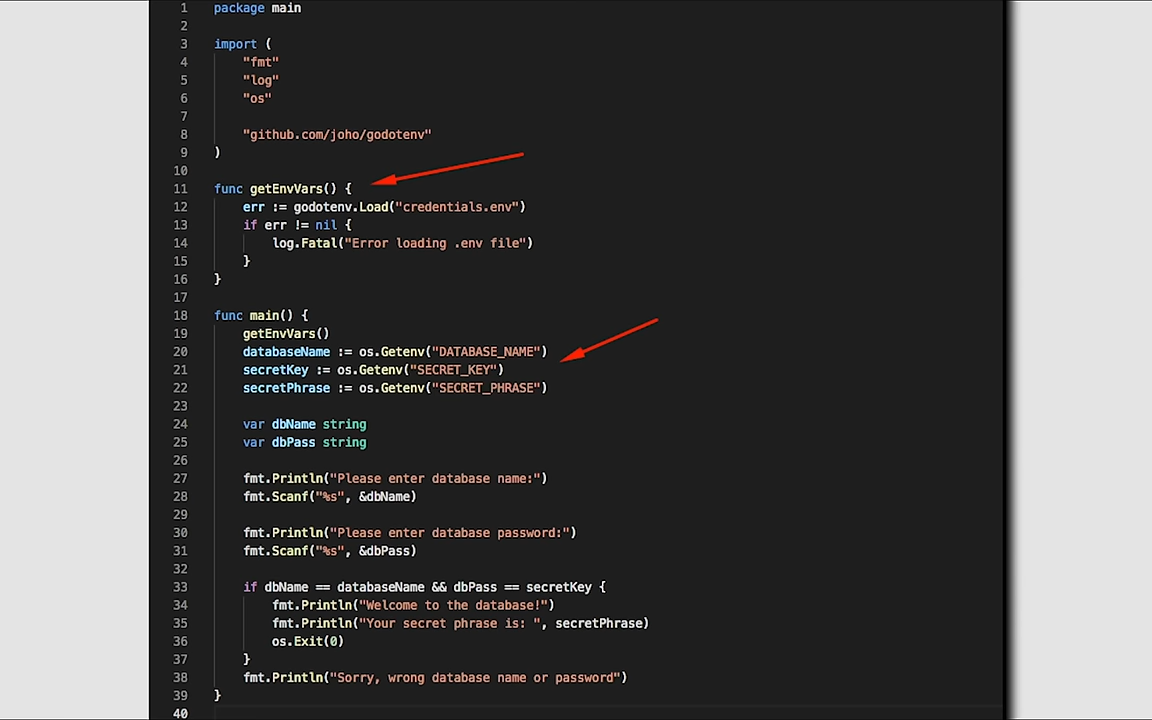 1 package main
2
3 import (
4     "fmt"
5     "log"
6     "os"
7
8     "github.com/joho/godotenv"
9 )
10
11 func getEnvVars() {
12     err := godotenv.Load("credentials.env")
13     if err != nil {
14         log.Fatal("Error loading .env file")
15     }
16 }
17
18 func main() {
19     getEnvVars()
20     databaseName := os.Getenv("DATABASE_NAME")
21     secretKey := os.Getenv("SECRET_KEY")
22     secretPhrase := os.Getenv("SECRET_PHRASE")
23
24     var dbName string
25     var dbPass string
26
27     fmt.Println("Please enter database name:")
28     fmt.Scanf("%s", &dbName)
29
30     fmt.Println("Please enter database password:")
31     fmt.Scanf("%s", &dbPass)
32
33     if dbName == databaseName && dbPass == secretKey {
34         fmt.Println("Welcome to the database!")
35         fmt.Println("Your secret phrase is: ", secretPhrase)
36         os.Exit(0)
37     }
38     fmt.Println("Sorry, wrong database name or password")
39 }
40